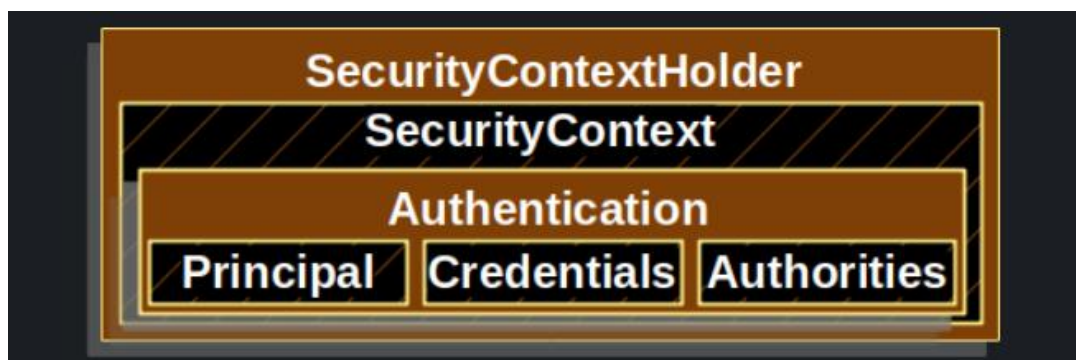 SecurityContextHolder
SecurityContext
Authentication
Principal Credentials Authorities